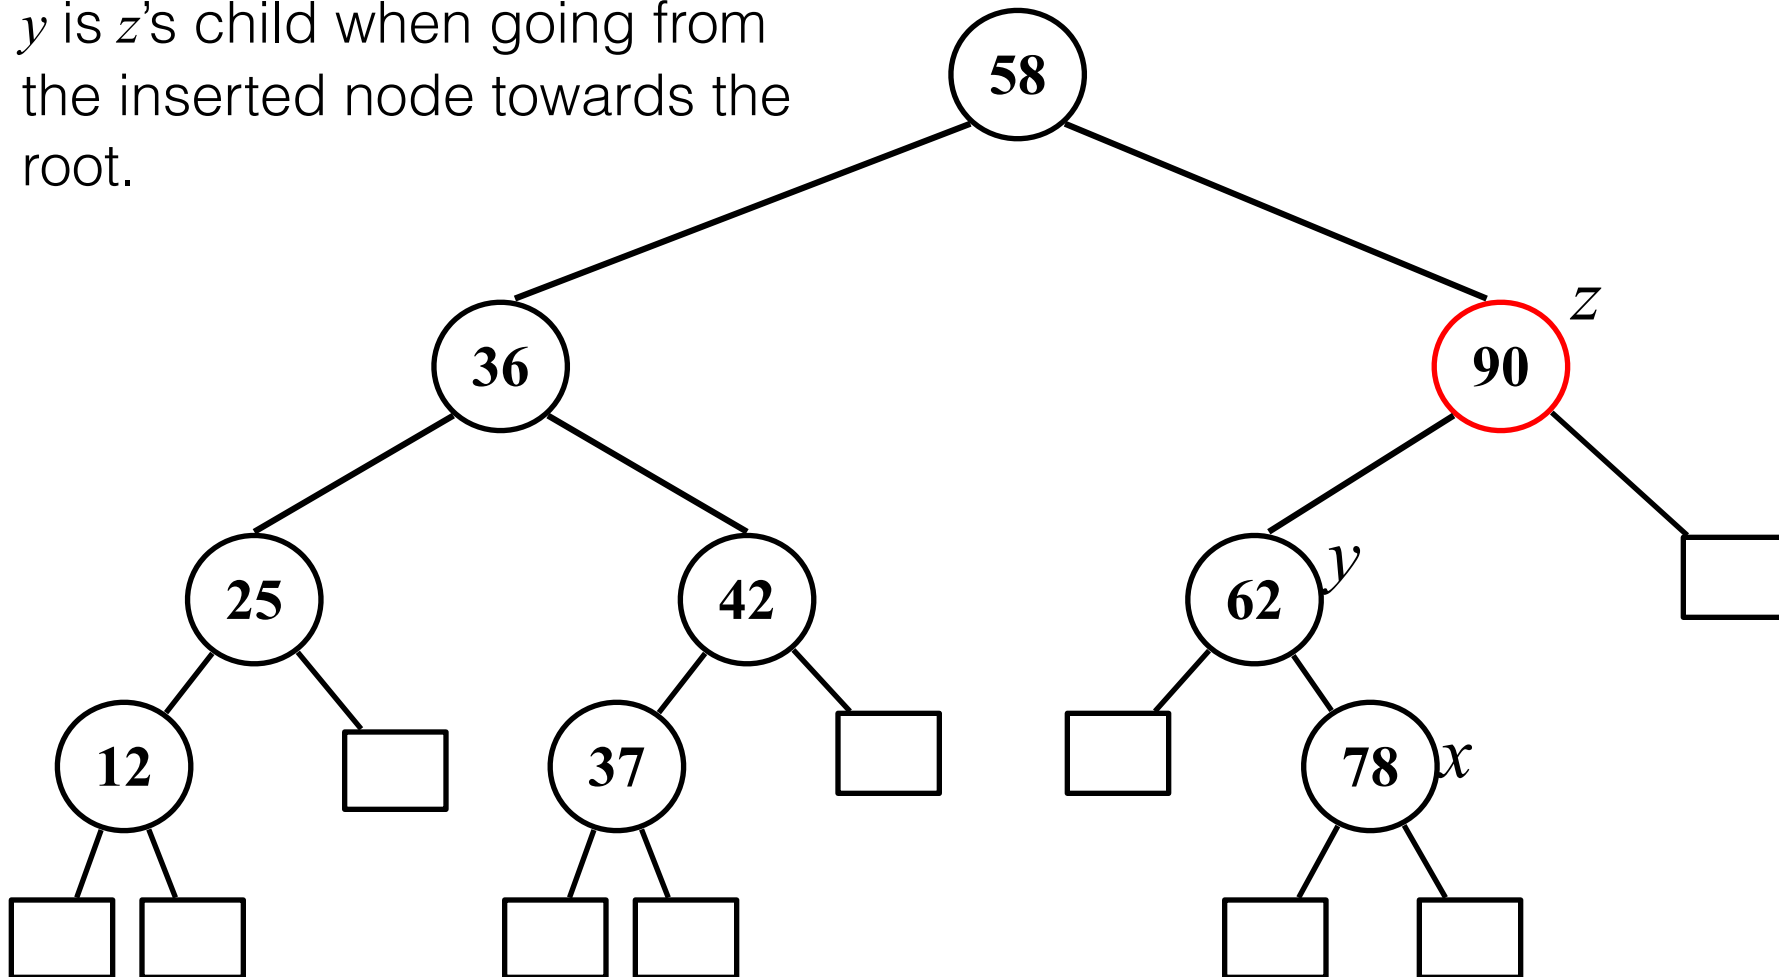 y is z's child when going from
the inserted node towards the
root.
58
z
36
90
y
25
42
62
x
12
37
78